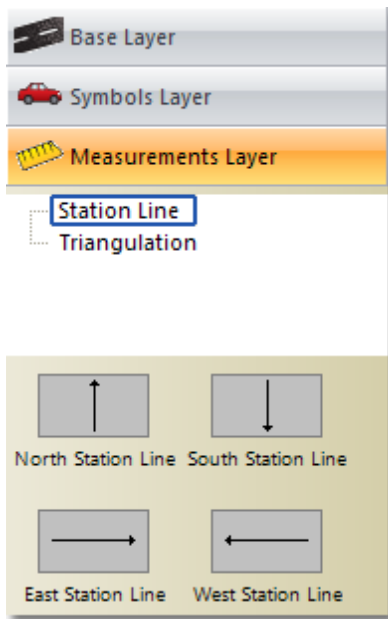 Base Layer
Symbols Layer
Measurements Layer
Station Line
Triangulation
North Station Line South Station Line
East Station Line West Station Line